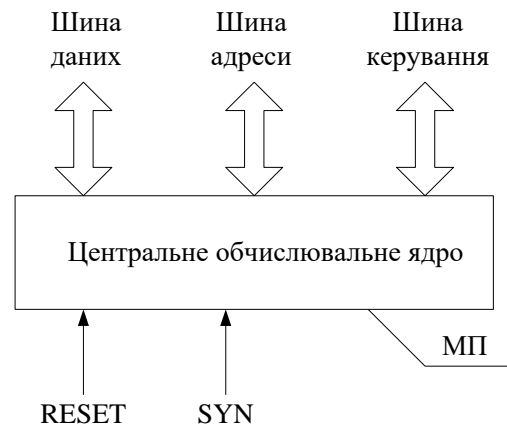 Шина
даних
Шина
адреси
Шина
керування
Центральне обчислювальне ядро
МП
RESET
SYN